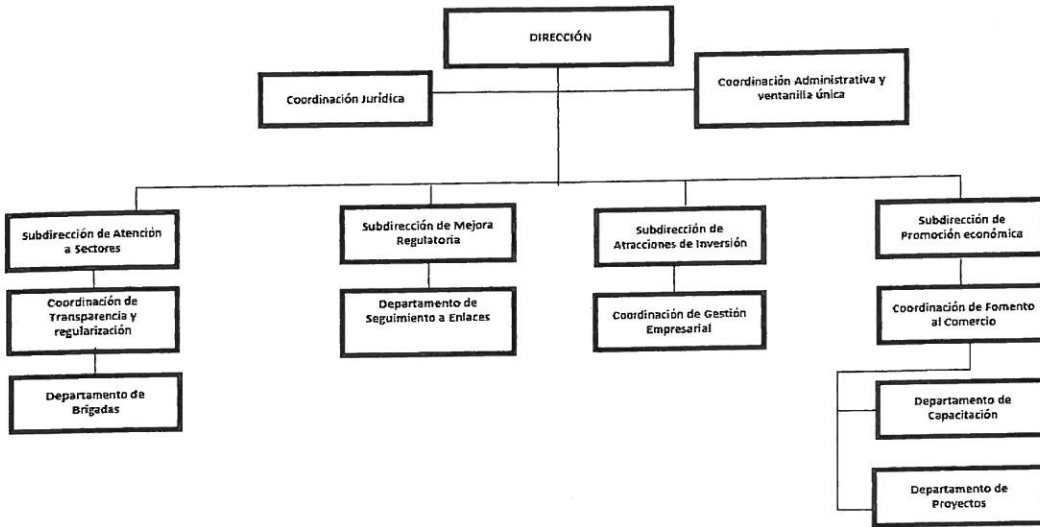 DIRECCIÓN
Coordinación Jurídica
Coordinación Administrativa y
ventanilla única
Subdirección de Atención
a Sectores
Subdirección de Mejora
Regulatoria
Subdirección de
Atracciones de Inversión
Subdirección de
Promoción económica
Coordinación de
Transparencia y
regularización
Departamento de
Seguimiento a Enlaces
Coordinación de Gestión
Empresarial
Coordinación de Fomento
al Comercio
Departamento de
Brigadas
Departamento de
Capacitación
Departamento de
Proyectos